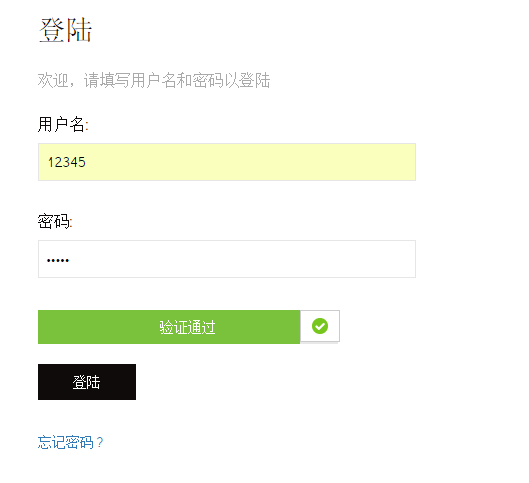 登陆
欢迎，请填写用户名和密码以登陆
用户名:
12345
密码:
•••••
验证通过
登陆
忘记密码？